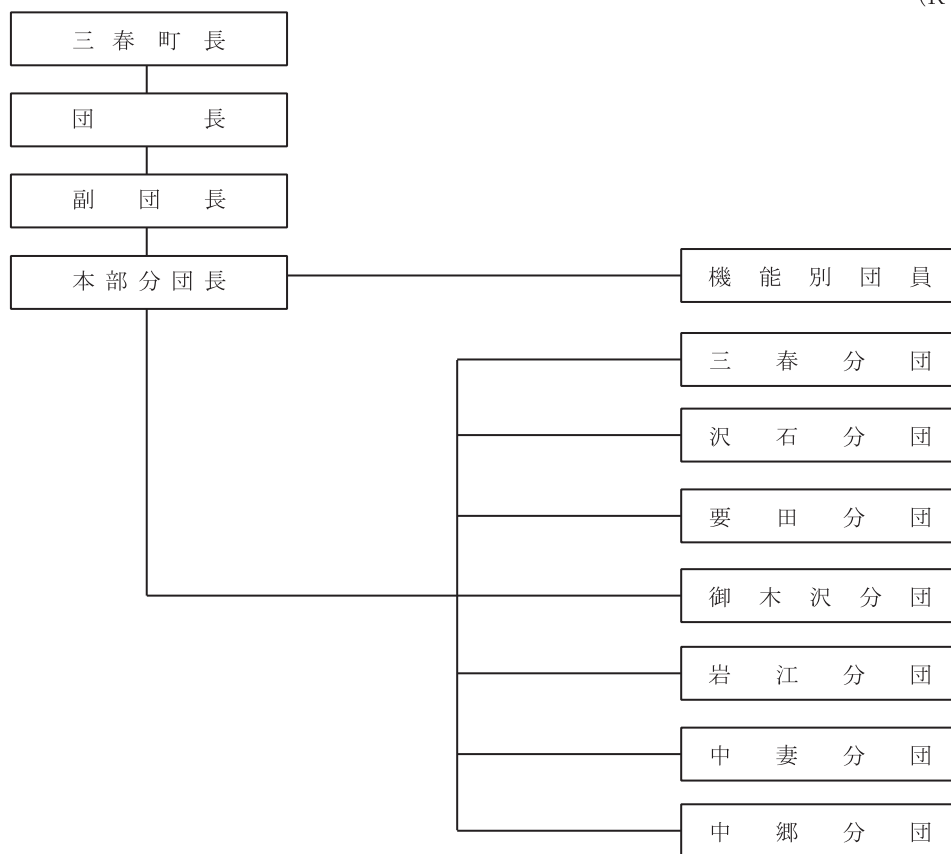 (R
三春町長
団長
副団長
本部分団長
機能別団員
三春分団
沢石分団
要田分団
御木沢分団
岩江分団
中妻分団
中郷分団